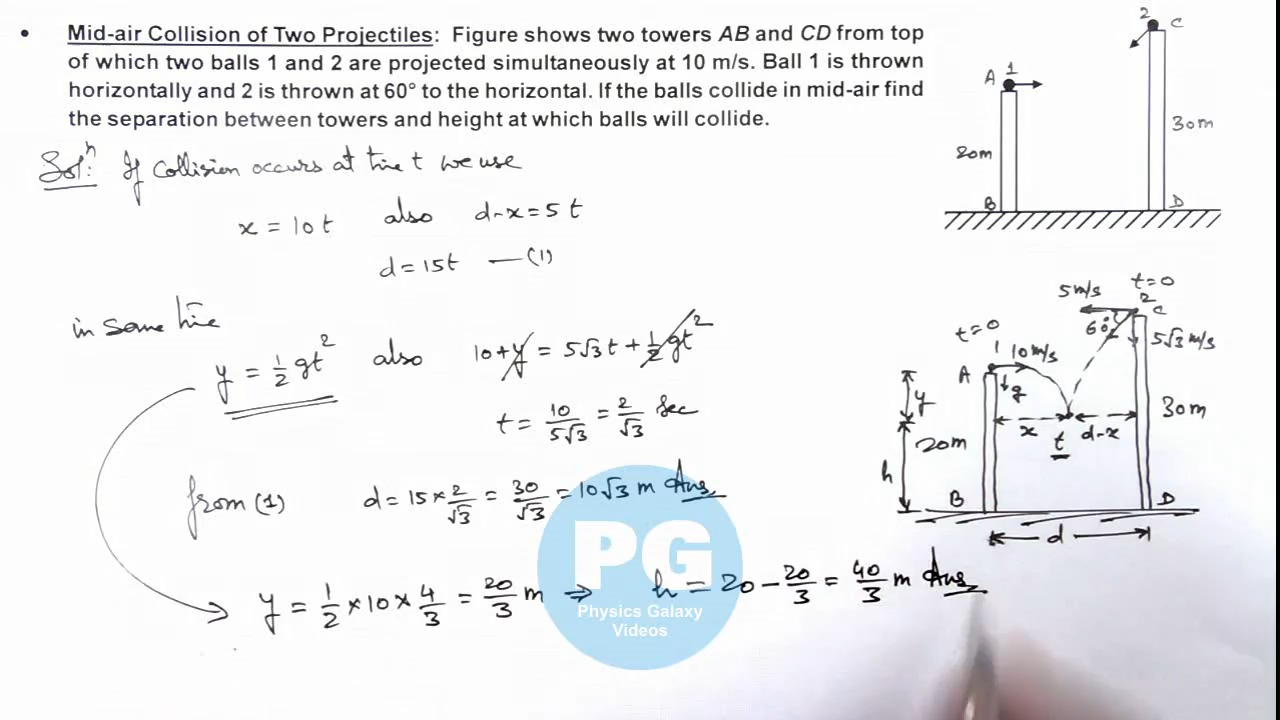 • Mid-air Collision of Two Projectiles: Figure shows two towers AB and CD from top
of which two balls 1 and 2 are projected simultaneously at 10 m/s. Ball 1 is thrown
horizontally and 2 is thrown at 60° to the horizontal. If the balls collide in mid-air find
the separation between towers and height at which balls will collide.
2 C
A 1
20m
30m
B D
Solⁿ: If collision occurs at time t we use
x = 10t also d-x = 5t
d = 15t —(1)
in same time
y = ½gt² also 10+y = 5√3t + ½gt²
t = 10/5√3 = 2/√3 sec
from (1) d = 15 × 2/√3 = 30/√3 = 10√3 m Ans
y = ½ × 10 × 4/3 = 20/3 m ⇒ h = 20 - 20/3 = 40/3 m Ans
t=0
5m/s 2 C
60°
5√3 m/s
t=0
1 10m/s
A
g
y
x t d-x
20m
30m
h
B D
d
PG
Physics Galaxy
Videos